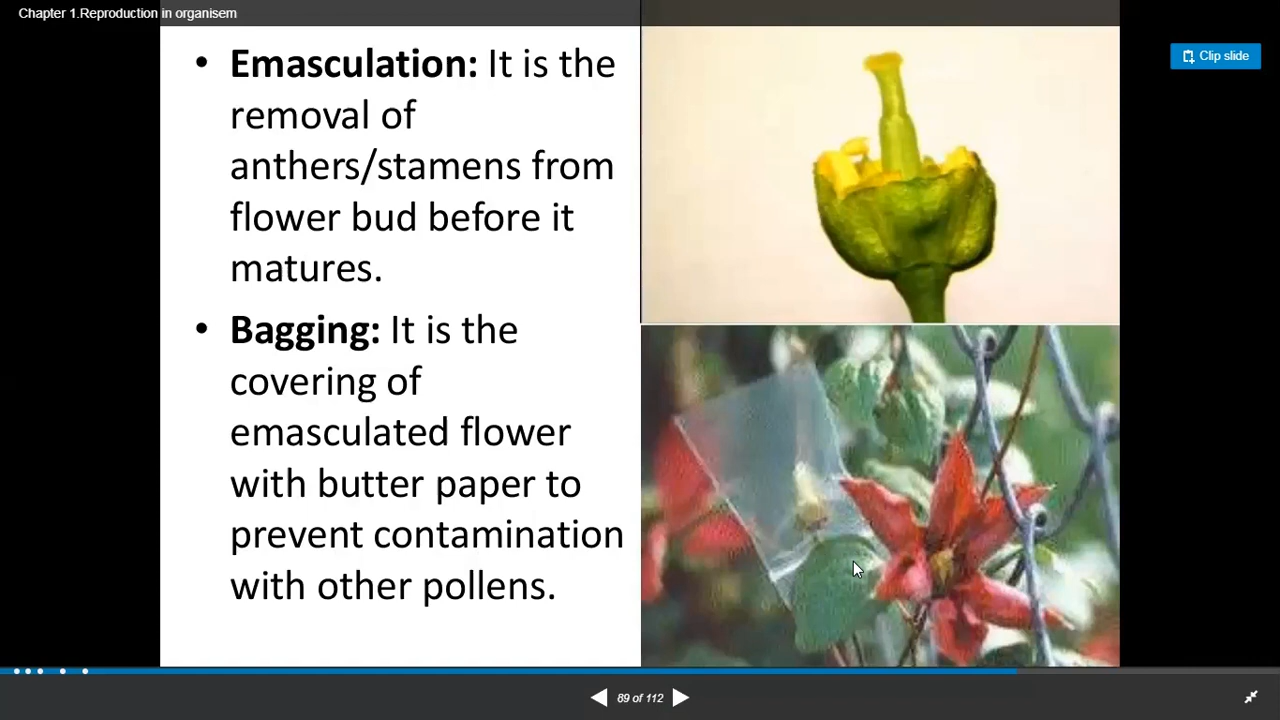 Chapter 1.Reproduction in organisem
Clip slide
• Emasculation: It is the
removal of
anthers/stamens from
flower bud before it
matures.
• Bagging: It is the
covering of
emasculated flower
with butter paper to
prevent contamination
with other pollens.
89 of 112